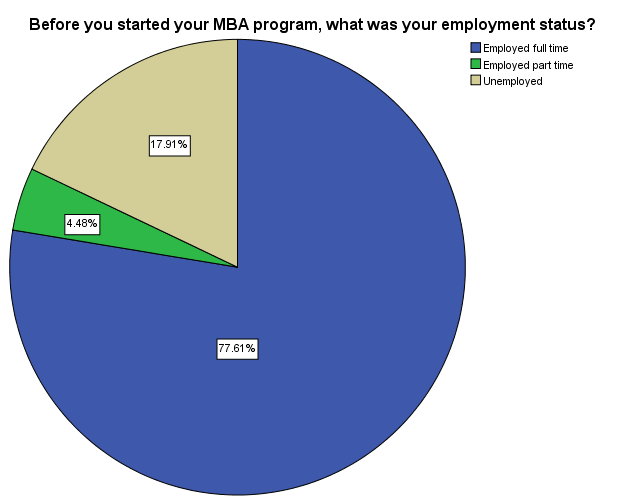 Before you started your MBA program, what was your employment status?
Employed full time
Employed part time
Unemployed
17.91%
4.48%
77.61%